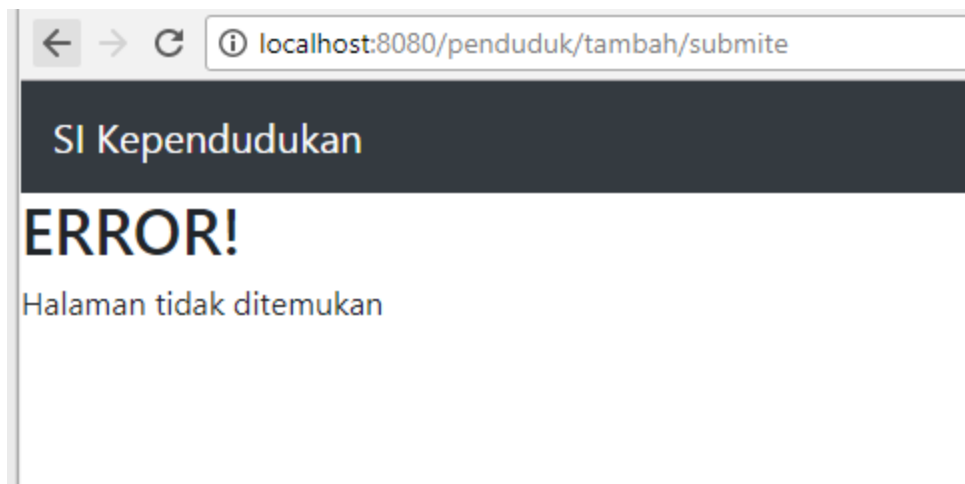 localhost:8080/penduduk/tambah/submite
SI Kependudukan
ERROR!
Halaman tidak ditemukan